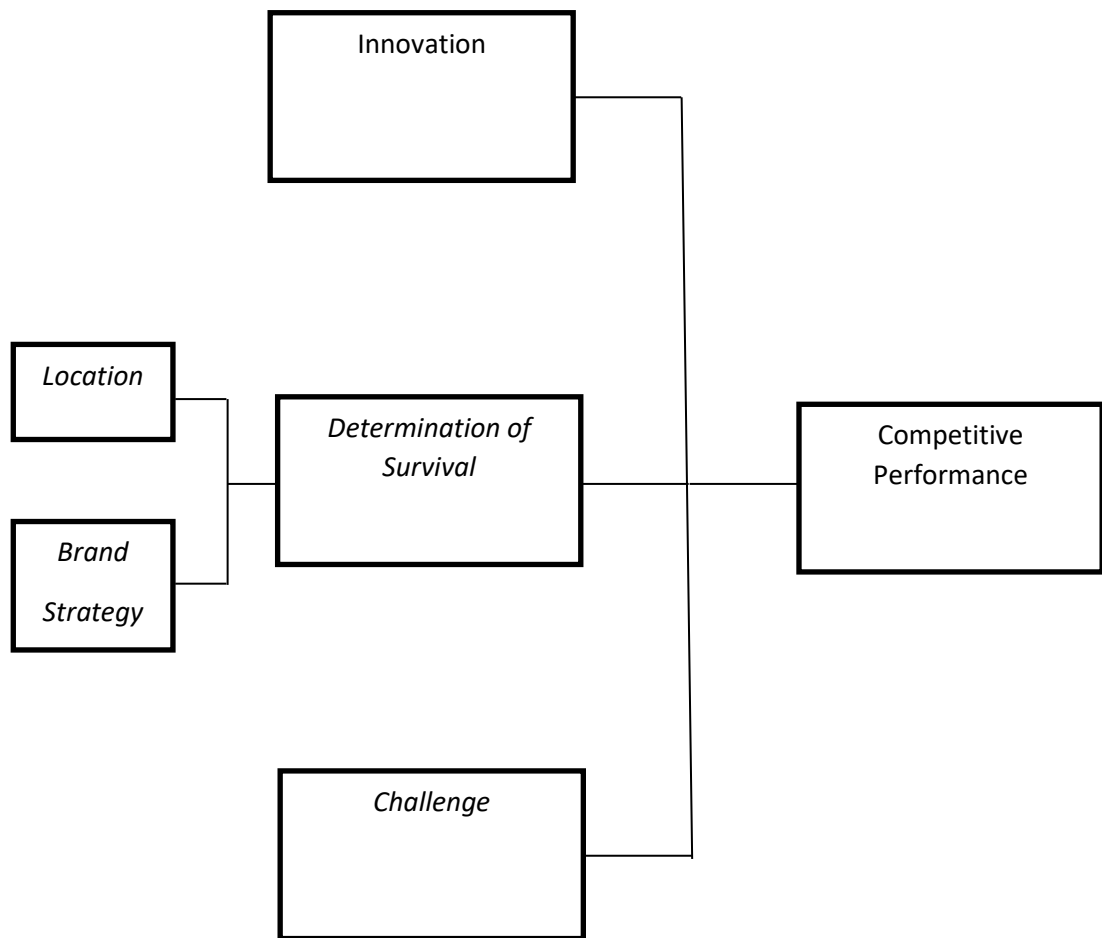 Innovation
Location
Determination of
Survival
Competitive
Performance
Brand
Strategy
Challenge